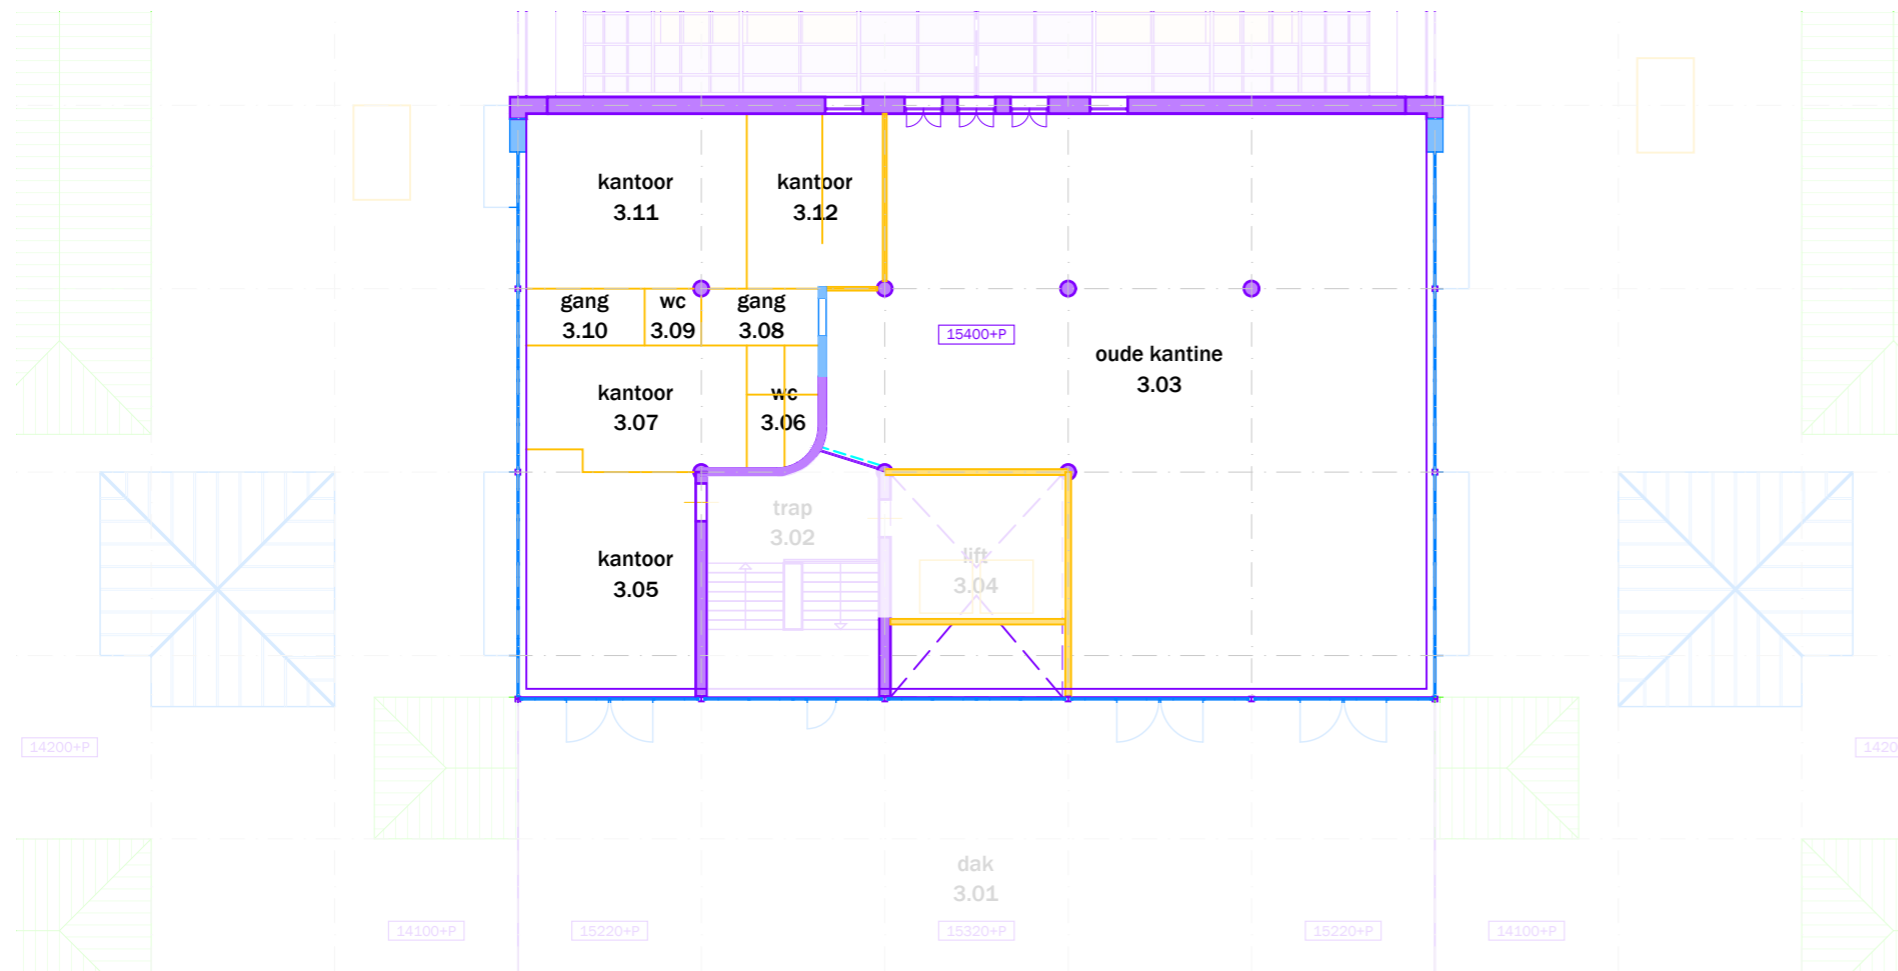 kantoor
3.11
kantoor
3.12
gang
3.10
wc
3.09
gang
3.08
15400+P
oude kantine
3.03
kantoor
3.07
wc
3.06
trap
3.02
lift
3.04
kantoor
3.05
14200+P
1420
dak
3.01
14100+P
15220+P
15320+P
15220+P
14100+P